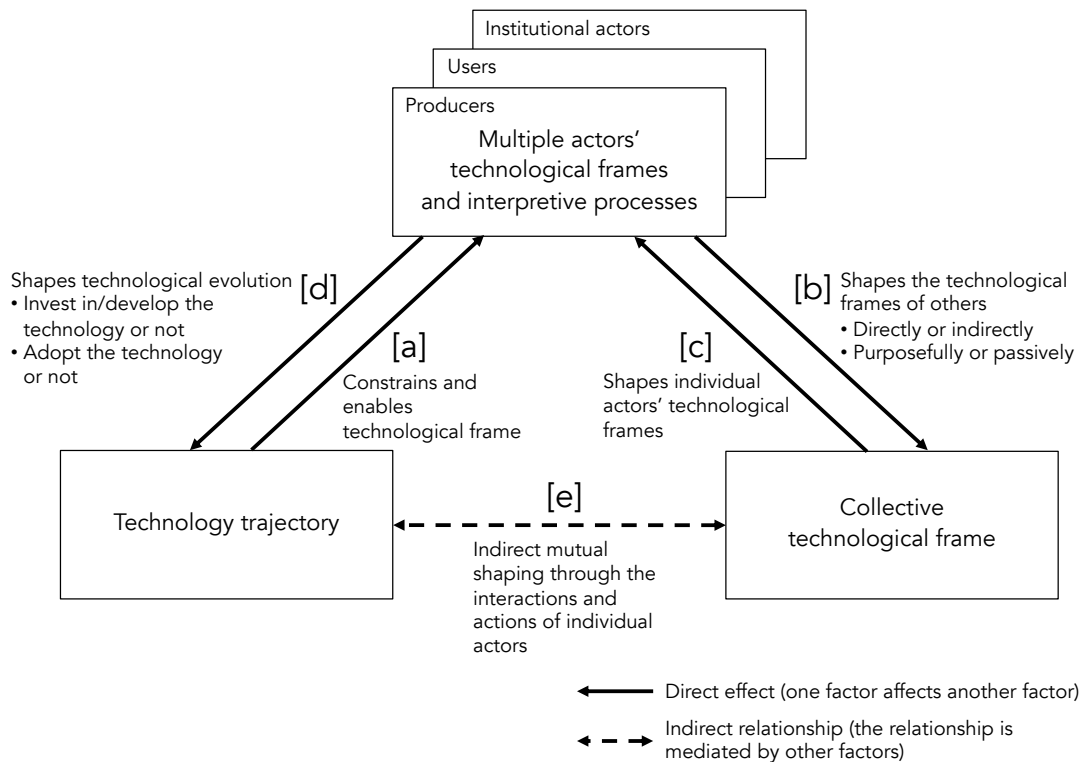 Institutional actors
Users
Producers
Multiple actors’
technological frames
and interpretive processes
Shapes technological evolution
• Invest in/develop the
technology or not
• Adopt the technology
or not
[d]
[a]
Constrains and
enables
technological frame
[b]
Shapes the technological
frames of others
• Directly or indirectly
• Purposefully or passively
[c]
Shapes individual
actors’ technological
frames
Technology trajectory
[e]
Indirect mutual
shaping through the
interactions and
actions of individual
actors
Collective
technological frame
Direct effect (one factor affects another factor)
Indirect relationship (the relationship is
mediated by other factors)